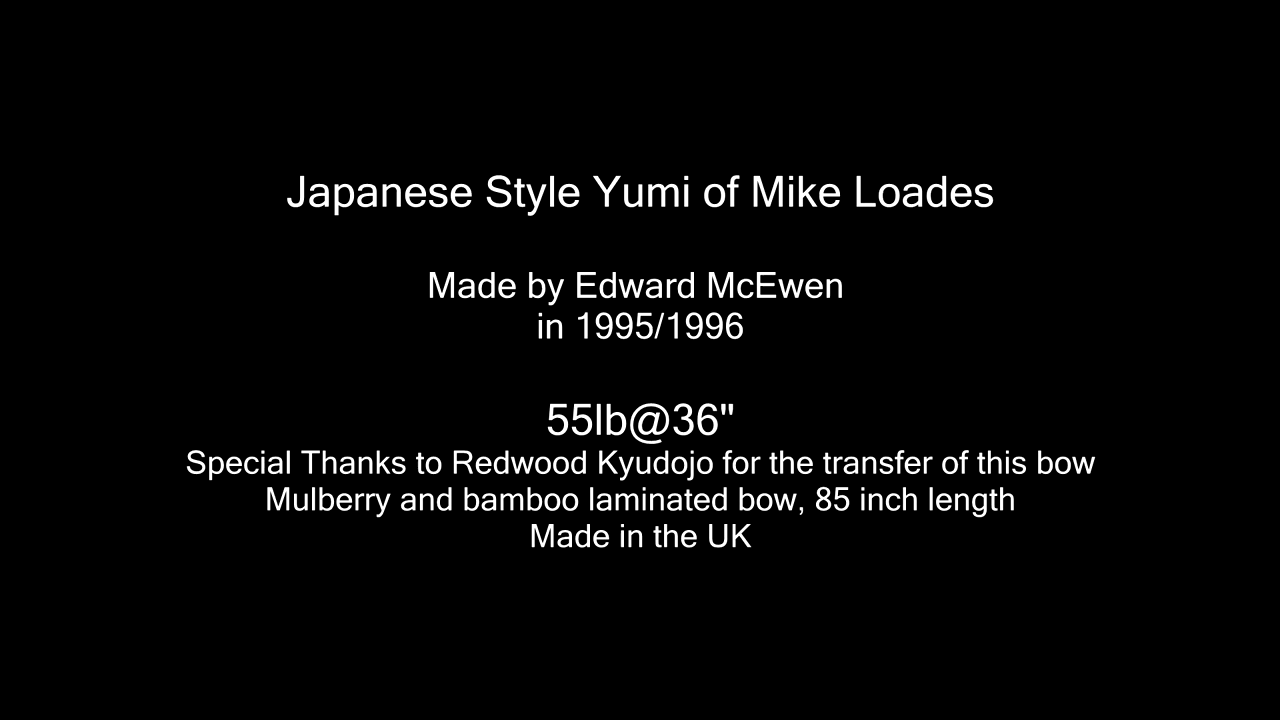 Japanese Style Yumi of Mike Loades
Made by Edward McEwen
in 1995/1996
55lb@36"
Special Thanks to Redwood Kyudojo for the transfer of this bow
Mulberry and bamboo laminated bow, 85 inch length
Made in the UK